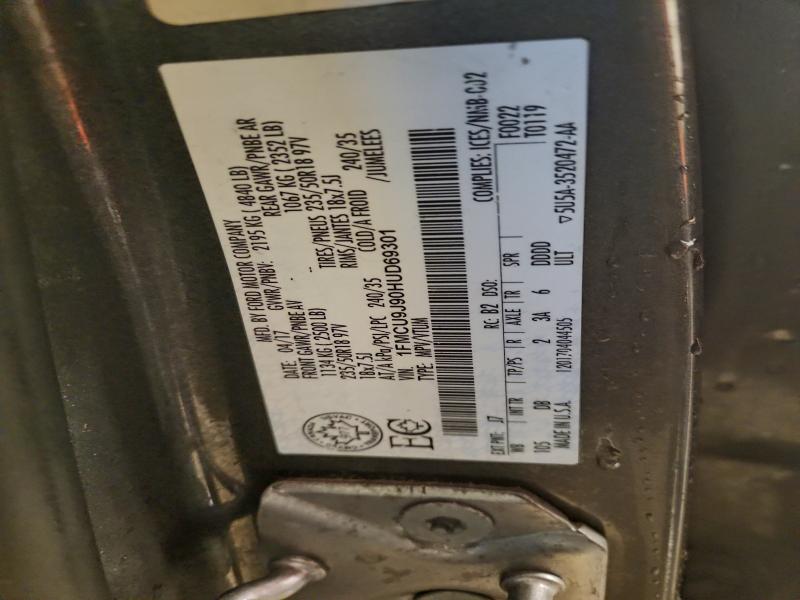 MFD. BY FORD MOTOR COMPANY
DATE: 04/17 GVWR/PNBV: 2195 KG ( 4840 LB)
FRONT GAWR/PNBE AV REAR GAWR/PNBE AR
1134 KG ( 2500 LB) 1067 KG ( 2352 LB)
235/50R18 97V -- TIRES/PNEUS 235/50R18 97V
18x7.5J RIMS/JANTES 18x7.5J
AT/A kPa/PSI/LPC 240/35 COLD/A FROID 240/35
1FMCU9J90HUD69301 /JUMELEES
TYPE: MPV/VTUM
EC
COMPLIES: ICES/NMB-CJ2
EXT PNT: J7 RC: B2 DSO: F0022
WB INT TR TP/PS R AXLE TR SPR T0119
105 DB 2 3A 6 DDDD
ULT ▽5U5A-3520472-AA
MADE IN U.S.A. 12017040 44505